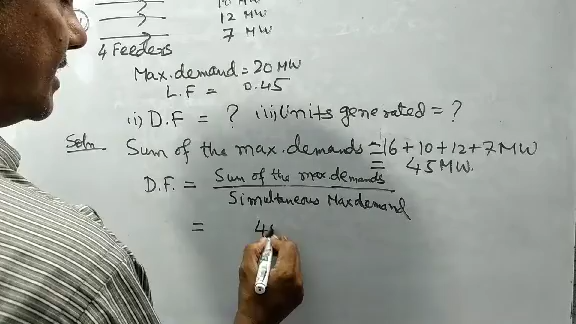 10 MW
12 MW
7 MW
4 Feeders
Max.demand = 20 MW
L.F = 0.45
ii) D.F = ? iii) Units generated = ?
Soln Sum of the max.demands = 16 + 10 + 12 + 7 MW
= 45 MW.
D.F. = Sum of the max demands
Simultaneous Max demand
= 4